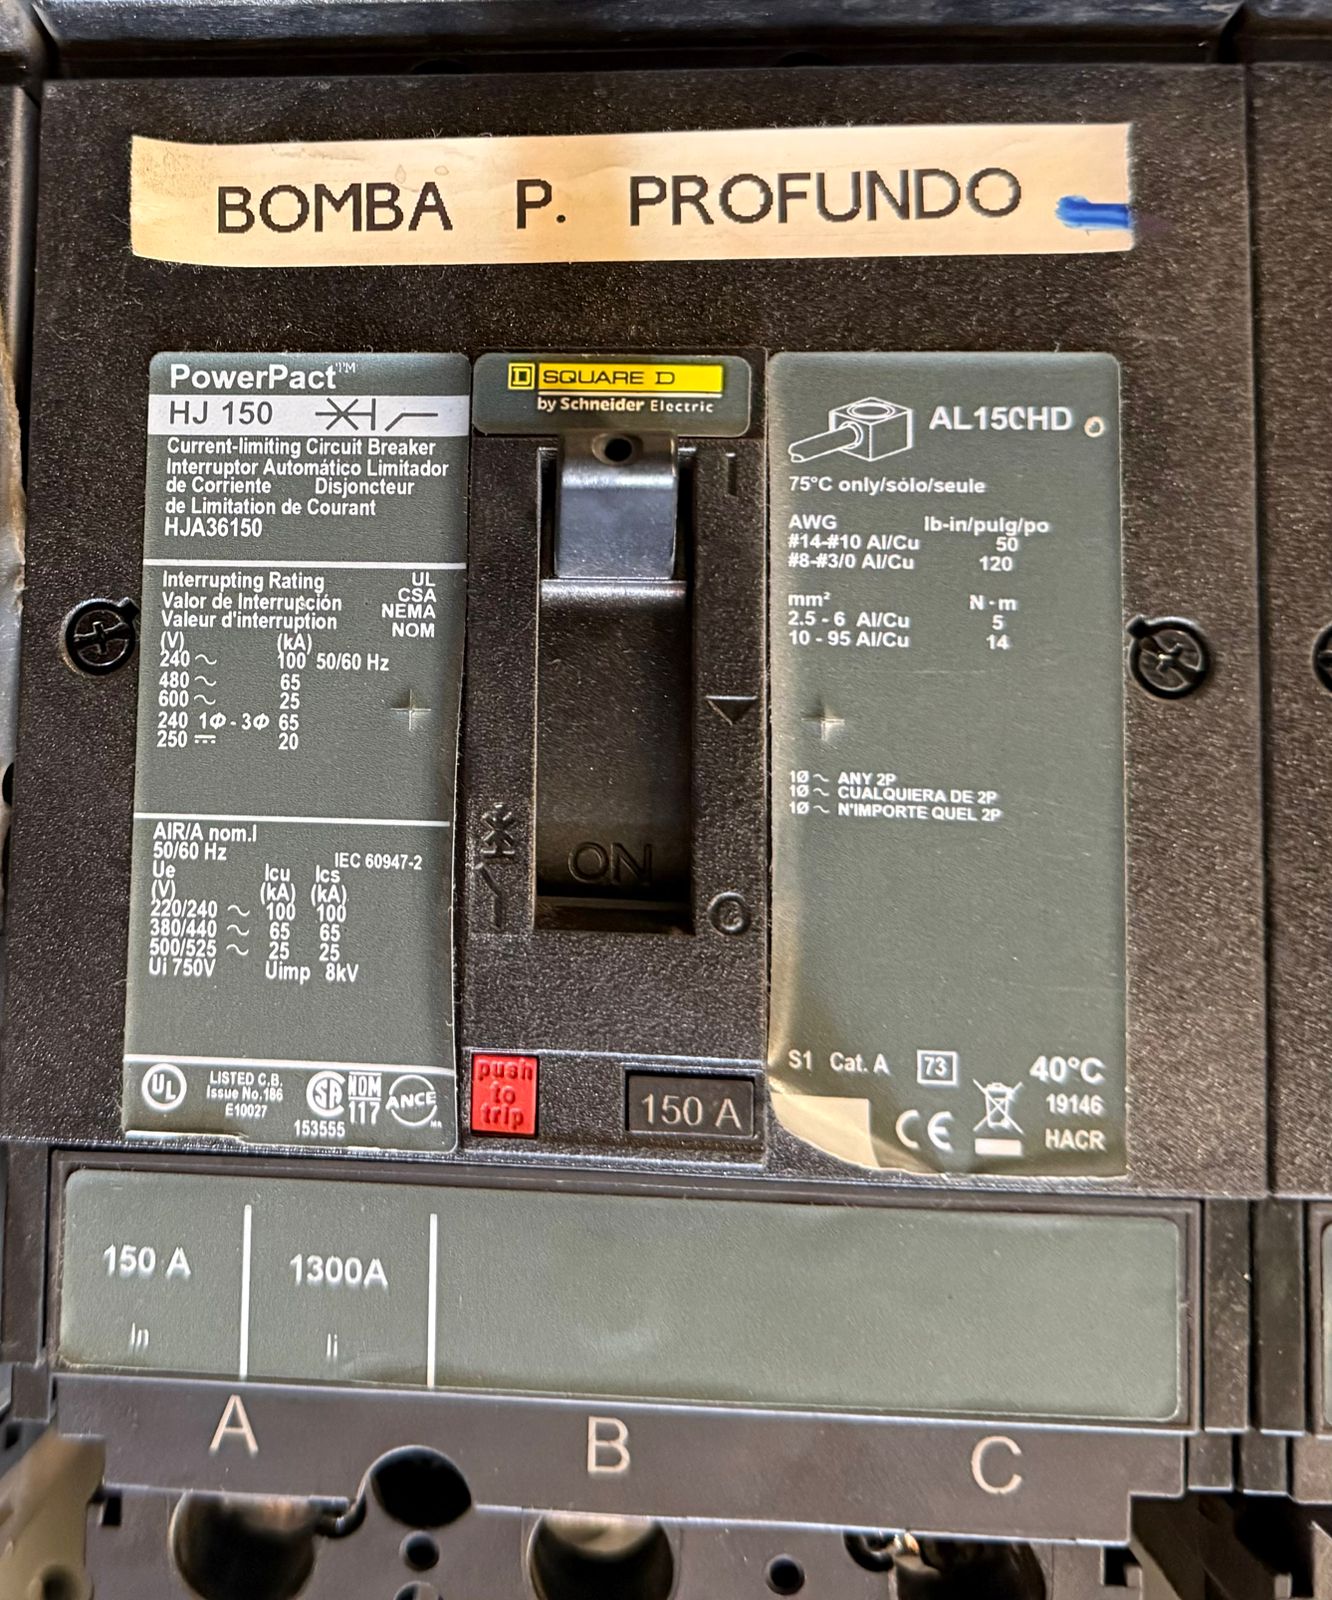 BOMBA P. PROFUNDO
PowerPact™
HJ 150
Current-limiting Circuit Breaker
Interruptor Automático Limitador
de Corriente Disjoncteur
de Limitation de Courant
HJA36150
Interrupting Rating UL
Valor de Interrupción CSA
Valeur d'interruption NEMA
NOM
(V) (kA)
240 ~ 100 50/60 Hz
480 ~ 65
600 ~ 25
240 1Φ - 3Φ 65
250 ⎓ 20
AIR/A nom.I
50/60 Hz IEC 60947-2
Ue Icu Ics
(V) (kA) (kA)
220/240 ~ 100 100
380/440 ~ 65 65
500/525 ~ 25 25
Ui 750V Uimp 8kV
UL
LISTED C.B.
Issue No.186
E10027
SA
153555
NOM
117
ANCE
MR
D SQUARE D
by Schneider Electric
I
ON
O
push
to
trip
150 A
AL150HD
75°C only/sólo/seule
AWG lb-in/pulg/po
#14-#10 Al/Cu 50
#8-#3/0 Al/Cu 120
mm² N·m
2.5 - 6 Al/Cu 5
10 - 95 Al/Cu 14
1Ø ~ ANY 2P
1Ø ~ CUALQUIERA DE 2P
1Ø ~ N'IMPORTE QUEL 2P
S1 Cat. A 73 40°C
19146
CE HACR
150 A 1300A
In Ii
A B C